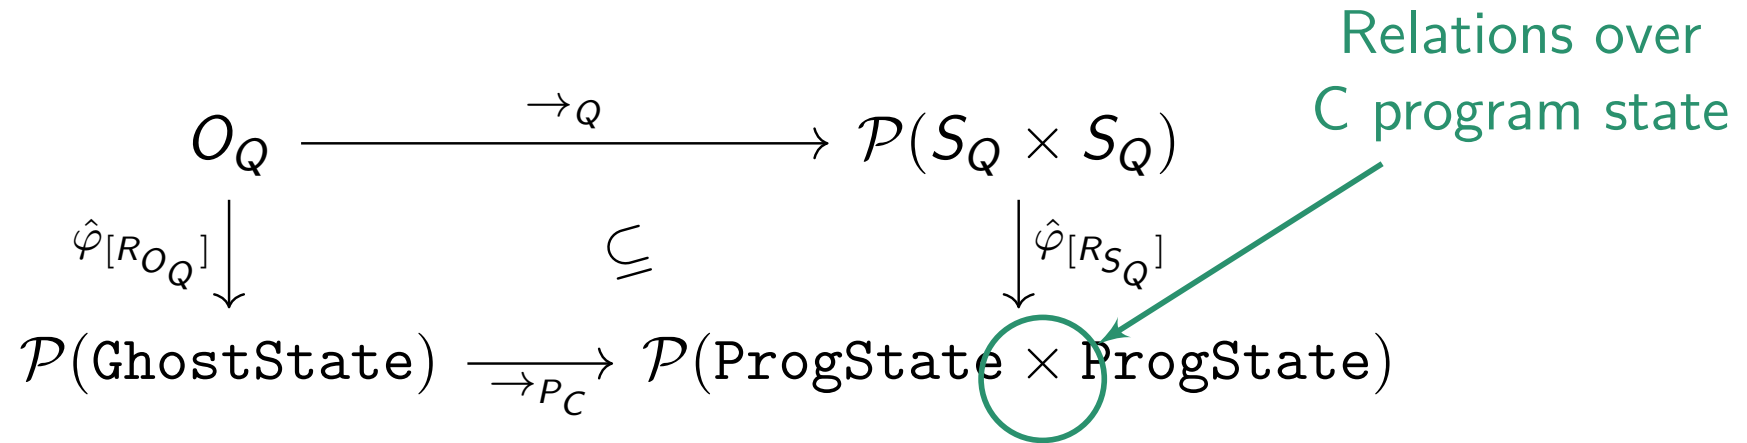 Relations over
C program state
→_Q
O_Q 𝒫(S_Q × S_Q)
φ̂_[R_{O_Q}] ⊆ φ̂_[R_{S_Q}]
𝒫(GhostState) →_{P_C} 𝒫(ProgState × ProgState)